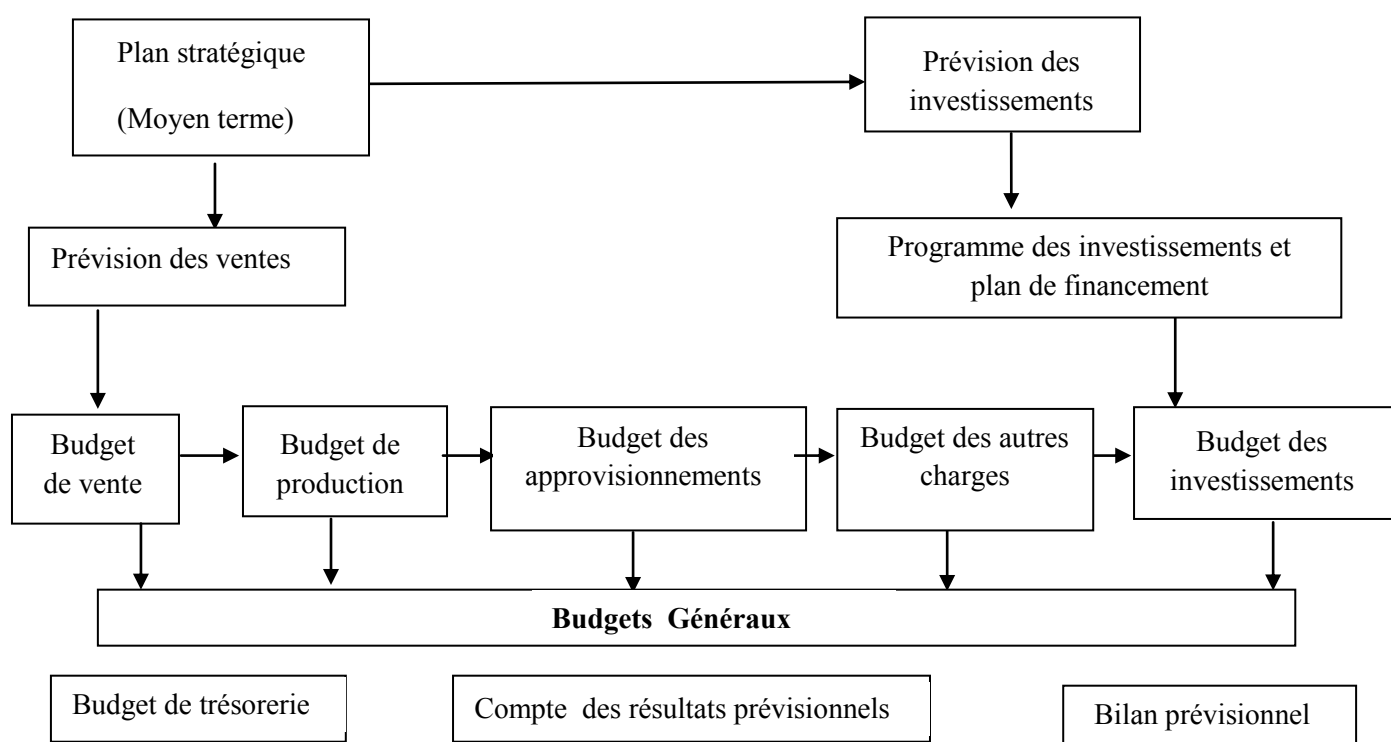 Plan stratégique
(Moyen terme)
Prévision des
investissements
Prévision des ventes
Programme des investissements et
plan de financement
Budget
de vente
Budget de
production
Budget des
approvisionnements
Budget des autres
charges
Budget des
investissements
Budgets Généraux
Budget de trésorerie
Compte des résultats prévisionnels
Bilan prévisionnel